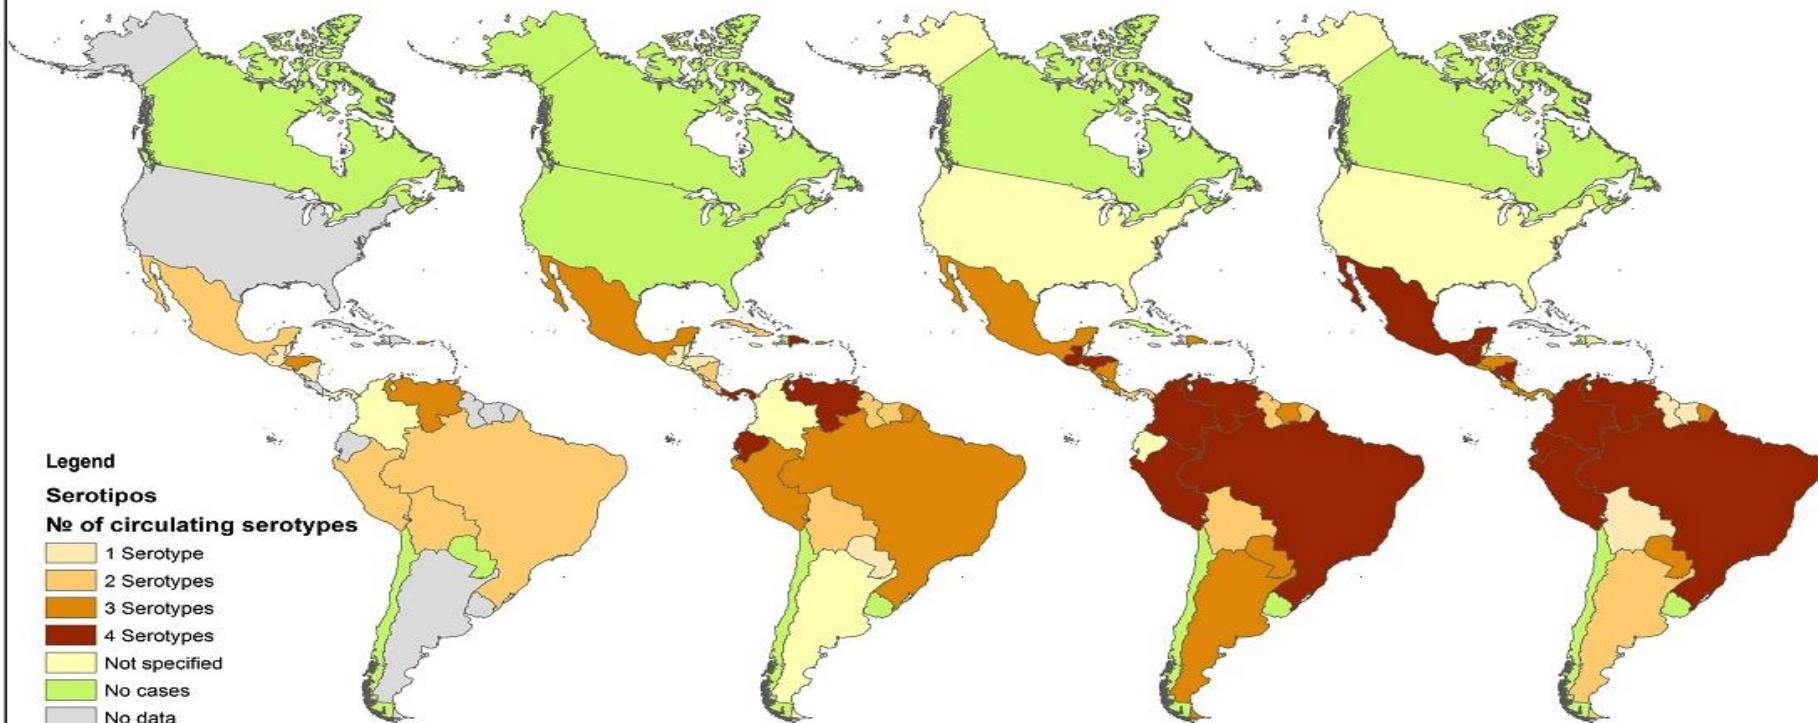 Legend
Serotipos
№ of circulating serotypes
1 Serotype
2 Serotypes
3 Serotypes
4 Serotypes
Not specified
No cases
No data